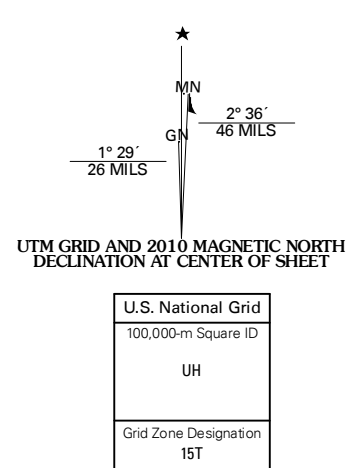 ★
MN
2° 36´
46 MILS
GN
1° 29´
26 MILS
UTM GRID AND 2010 MAGNETIC NORTH
DECLINATION AT CENTER OF SHEET
U.S. National Grid
100,000-m Square ID
UH
Grid Zone Designation
15T